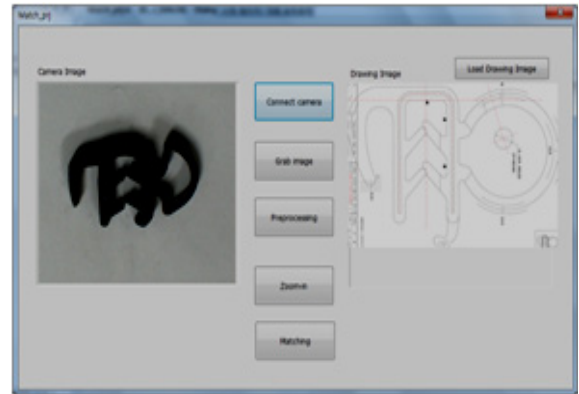 Match_prj
Camera Image
Drawing Image
Load Drawing Image
Connect camera
Grab image
Preprocessing
Zoom-in
Matching